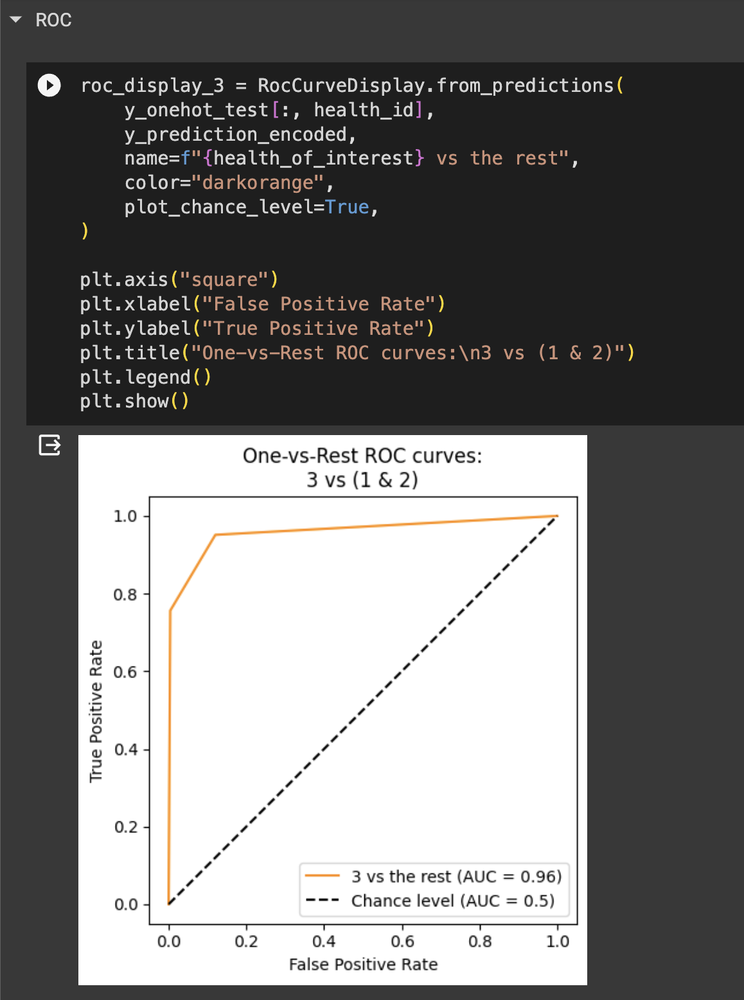 ROC
roc_display_3 = RocCurveDisplay.from_predictions(
    y_onehot_test[:, health_id],
    y_prediction_encoded,
    name=f"{health_of_interest} vs the rest",
    color="darkorange",
    plot_chance_level=True,
)
plt.axis("square")
plt.xlabel("False Positive Rate")
plt.ylabel("True Positive Rate")
plt.title("One-vs-Rest ROC curves:\n3 vs (1 & 2)")
plt.legend()
plt.show()
One-vs-Rest ROC curves:
3 vs (1 & 2)
True Positive Rate
1.0
0.8
0.6
0.4
0.2
0.0
3 vs the rest (AUC = 0.96)
Chance level (AUC = 0.5)
0.0 0.2 0.4 0.6 0.8 1.0
False Positive Rate